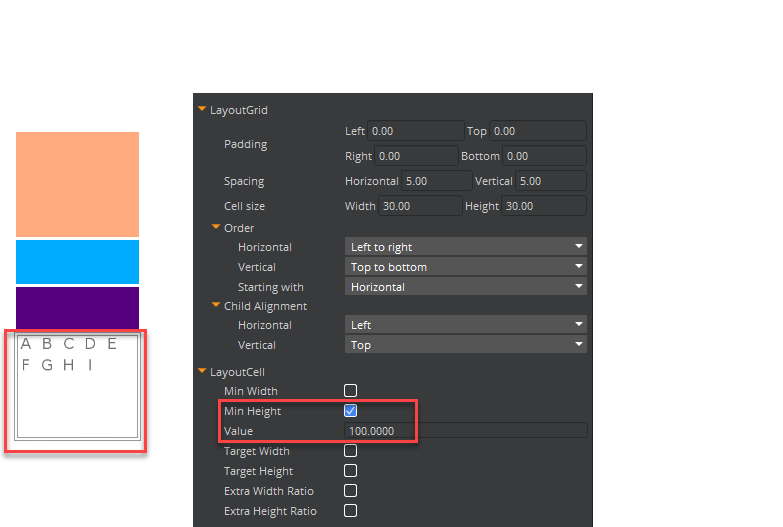 LayoutGrid
Padding
Left 0.00 Top 0.00
Right 0.00 Bottom 0.00
Spacing Horizontal 5.00 Vertical 5.00
Cell size Width 30.00 Height 30.00
Order
Horizontal Left to right
Vertical Top to bottom
Starting with Horizontal
Child Alignment
Horizontal Left
Vertical Top
LayoutCell
Min Width
Min Height
Value 100.0000
Target Width
Target Height
Extra Width Ratio
Extra Height Ratio
A B C D E
F G H I